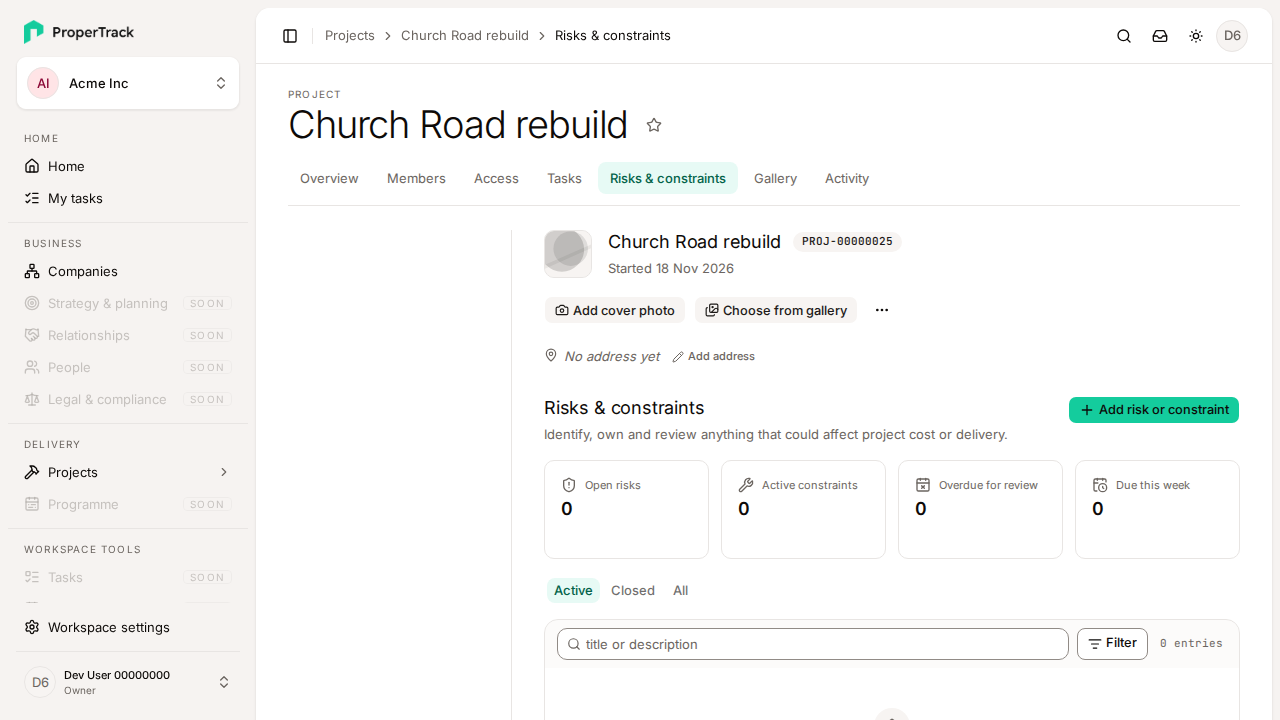 ProperTrack
AI Acme Inc
HOME
Home
My tasks
BUSINESS
Companies
Strategy & planning SOON
Relationships SOON
People SOON
Legal & compliance SOON
DELIVERY
Projects
Programme SOON
WORKSPACE TOOLS
Tasks SOON
Workspace settings
D6 Dev User 00000000
Owner
Projects Church Road rebuild Risks & constraints
D6
PROJECT
Church Road rebuild
Overview Members Access Tasks Risks & constraints Gallery Activity
Church Road rebuild PROJ-00000025
Started 18 Nov 2026
Add cover photo Choose from gallery
No address yet Add address
Risks & constraints
Add risk or constraint
Identify, own and review anything that could affect project cost or delivery.
Open risks Active constraints Overdue for review Due this week
0 0 0 0
Active Closed All
title or description Filter 0 entries